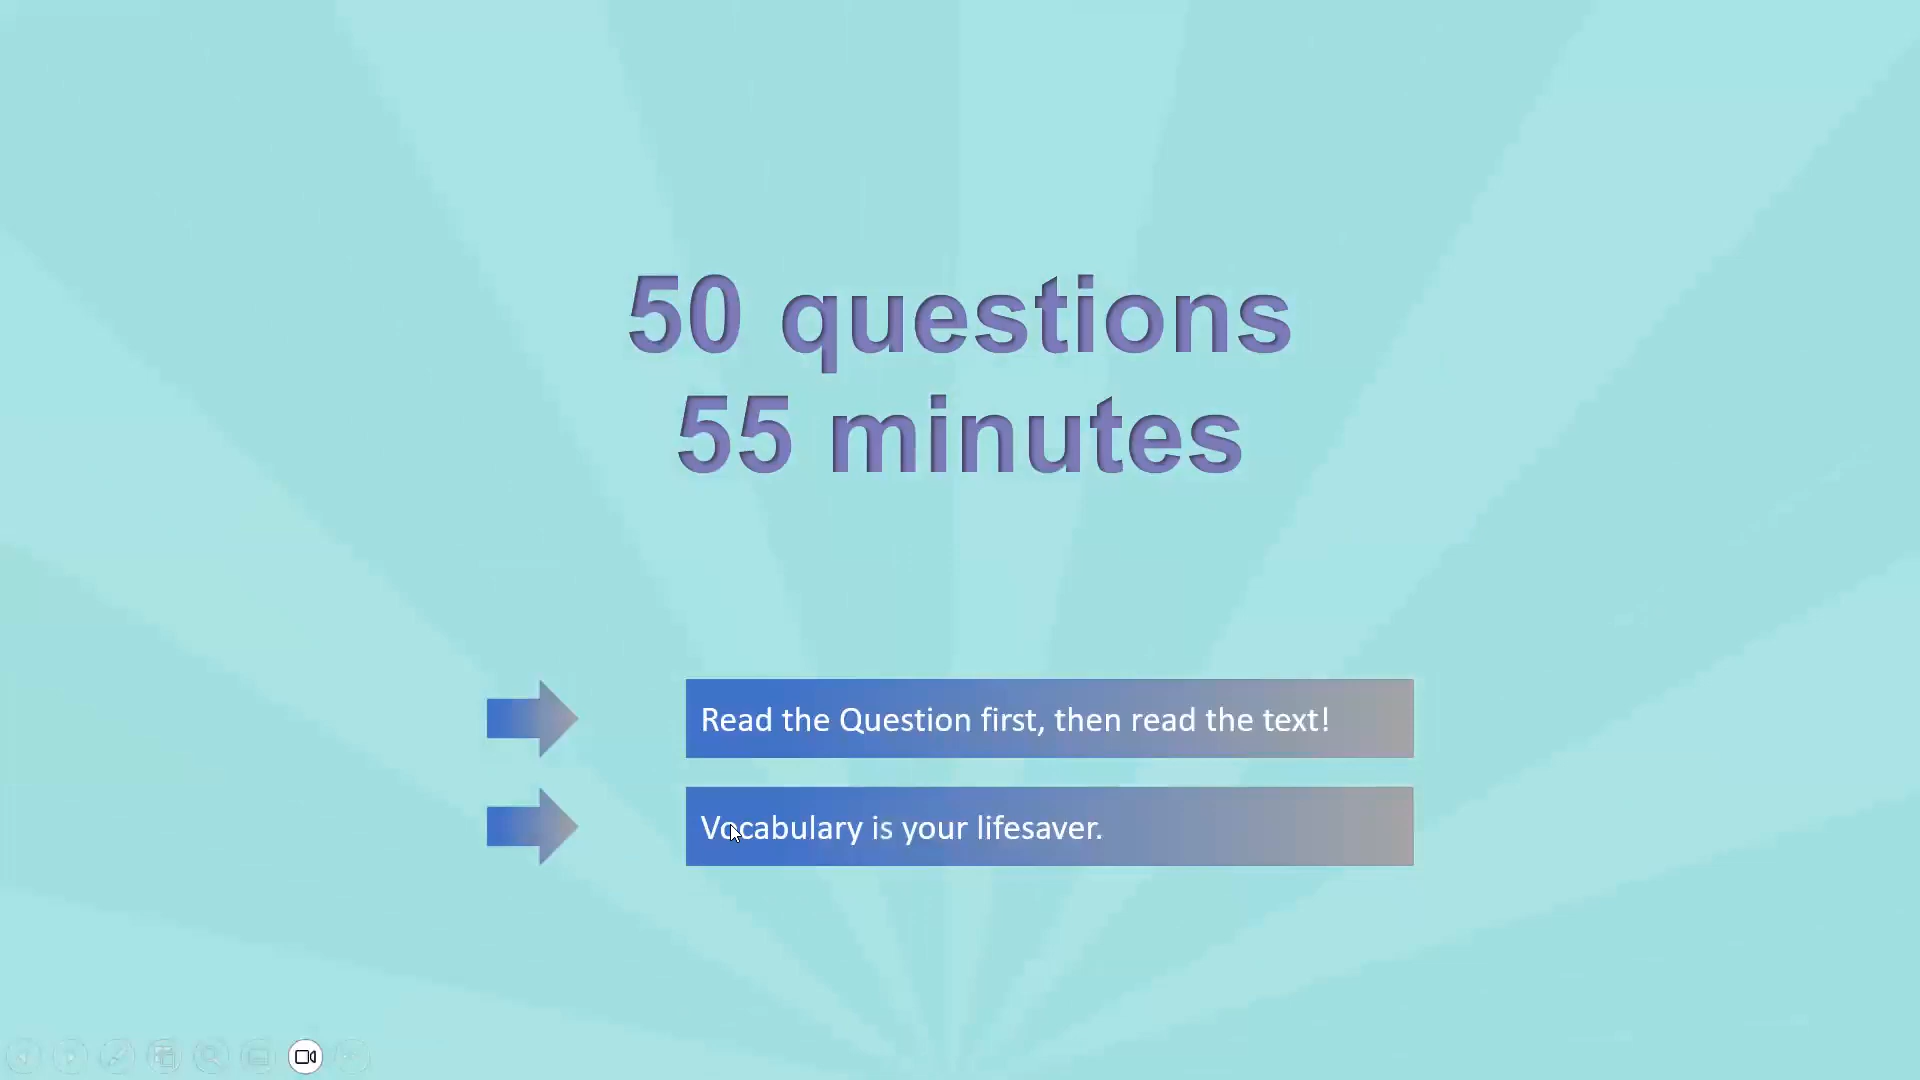 50 questions
55 minutes
Read the Question first, then read the text!
Vocabulary is your lifesaver.